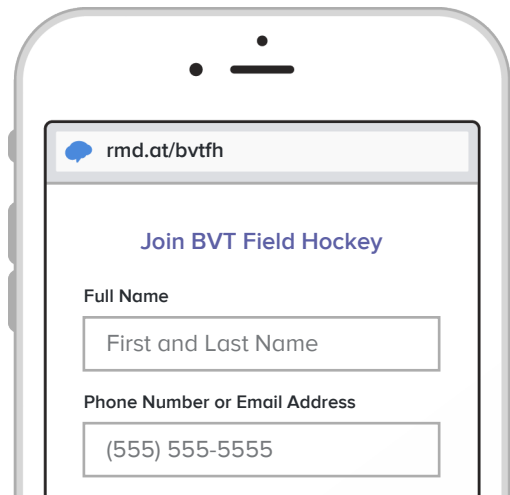 rmd.at/bvtfh
Join BVT Field Hockey
Full Name
First and Last Name
Phone Number or Email Address
(555) 555-5555